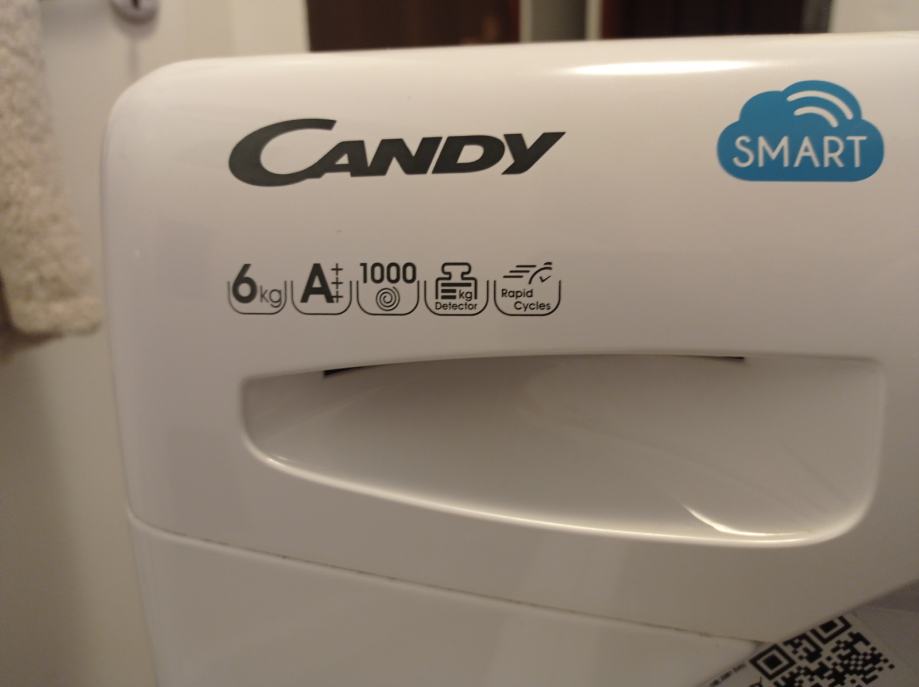 CANDY
SMART
6kg A+++ 1000 kg Detector Rapid Cycles